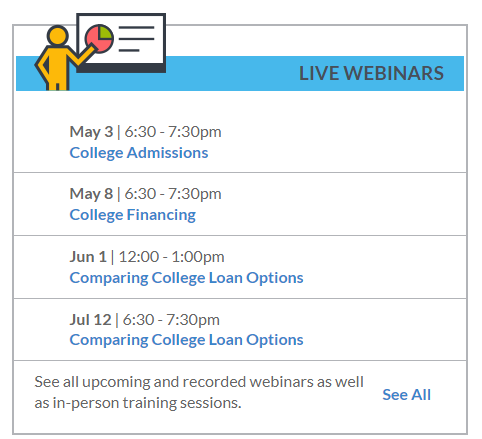 LIVE WEBINARS
May 3 | 6:30 - 7:30pm
College Admissions
May 8 | 6:30 - 7:30pm
College Financing
Jun 1 | 12:00 - 1:00pm
Comparing College Loan Options
Jul 12 | 6:30 - 7:30pm
Comparing College Loan Options
See all upcoming and recorded webinars as well
as in-person training sessions.
See All